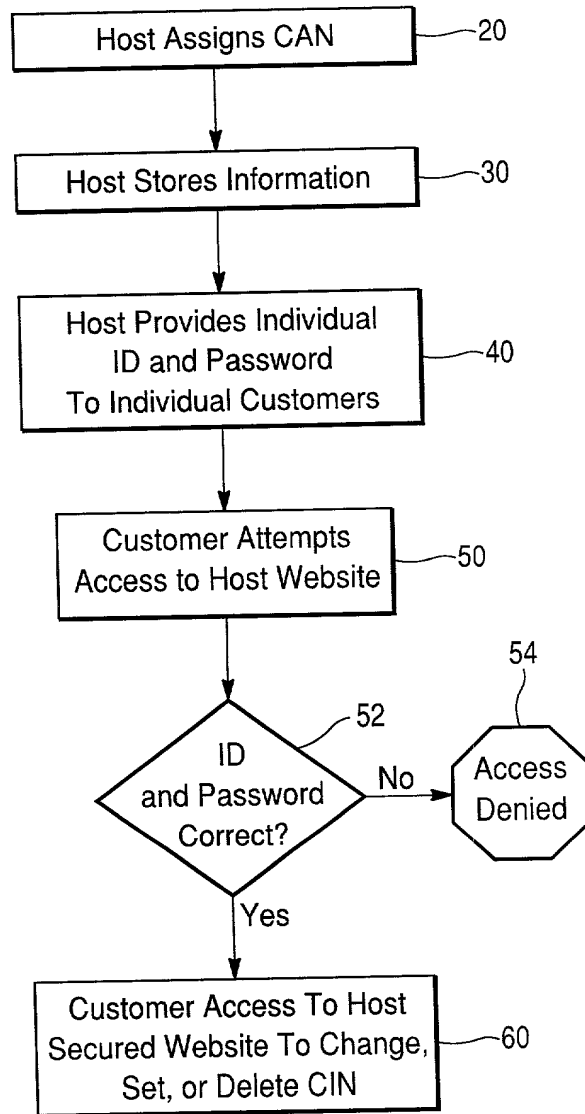 Host Assigns CAN
20
Host Stores Information
30
Host Provides Individual
ID and Password
To Individual Customers
40
Customer Attempts
Access to Host Website
50
54
52
ID
and Password
Correct?
No
Access
Denied
Yes
Customer Access To Host
Secured Website To Change,
Set, or Delete CIN
60